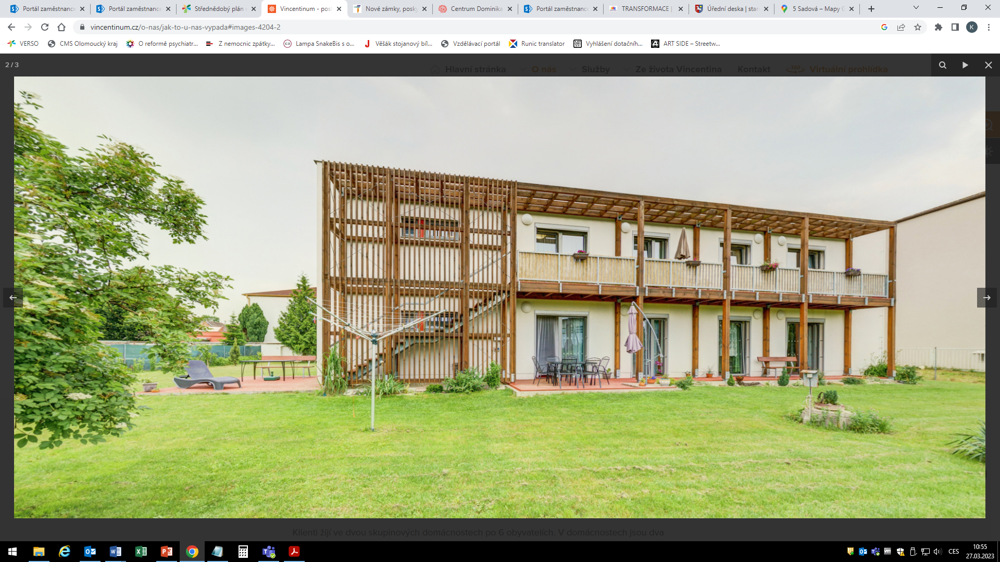 Portál zaměstnance
Portál zaměstnance
Střednědobý plán
Vincentinum - posk
Nové zámky, posky
Centrum Dominika
Portál zaměstnance
TRANSFORMACE |
Úřední deska | star
5 Sadová – Mapy G
vincentinum.cz/o-nas/jak-to-u-nas-vypada#images-4204-2
K
VERSO
CMS Olomoucký kraj
O reformě psychiatr...
Z nemocnic zpátky...
Lampa SnakeBis s o...
Věšák stojanový bíl...
Vzdělávací portál
Runic translator
Vyhlášení dotačníh...
ART SIDE – Streetw...
2 / 3
Hlavní stránka
O nás
Služby
Ze života Vincentina
Kontakt
360
Virtuální prohlídka
Klienti žijí ve dvou skupinových domácnostech po 6 obyvatelích. V domácnostech jsou dva
CES
10:55
27.03.2023